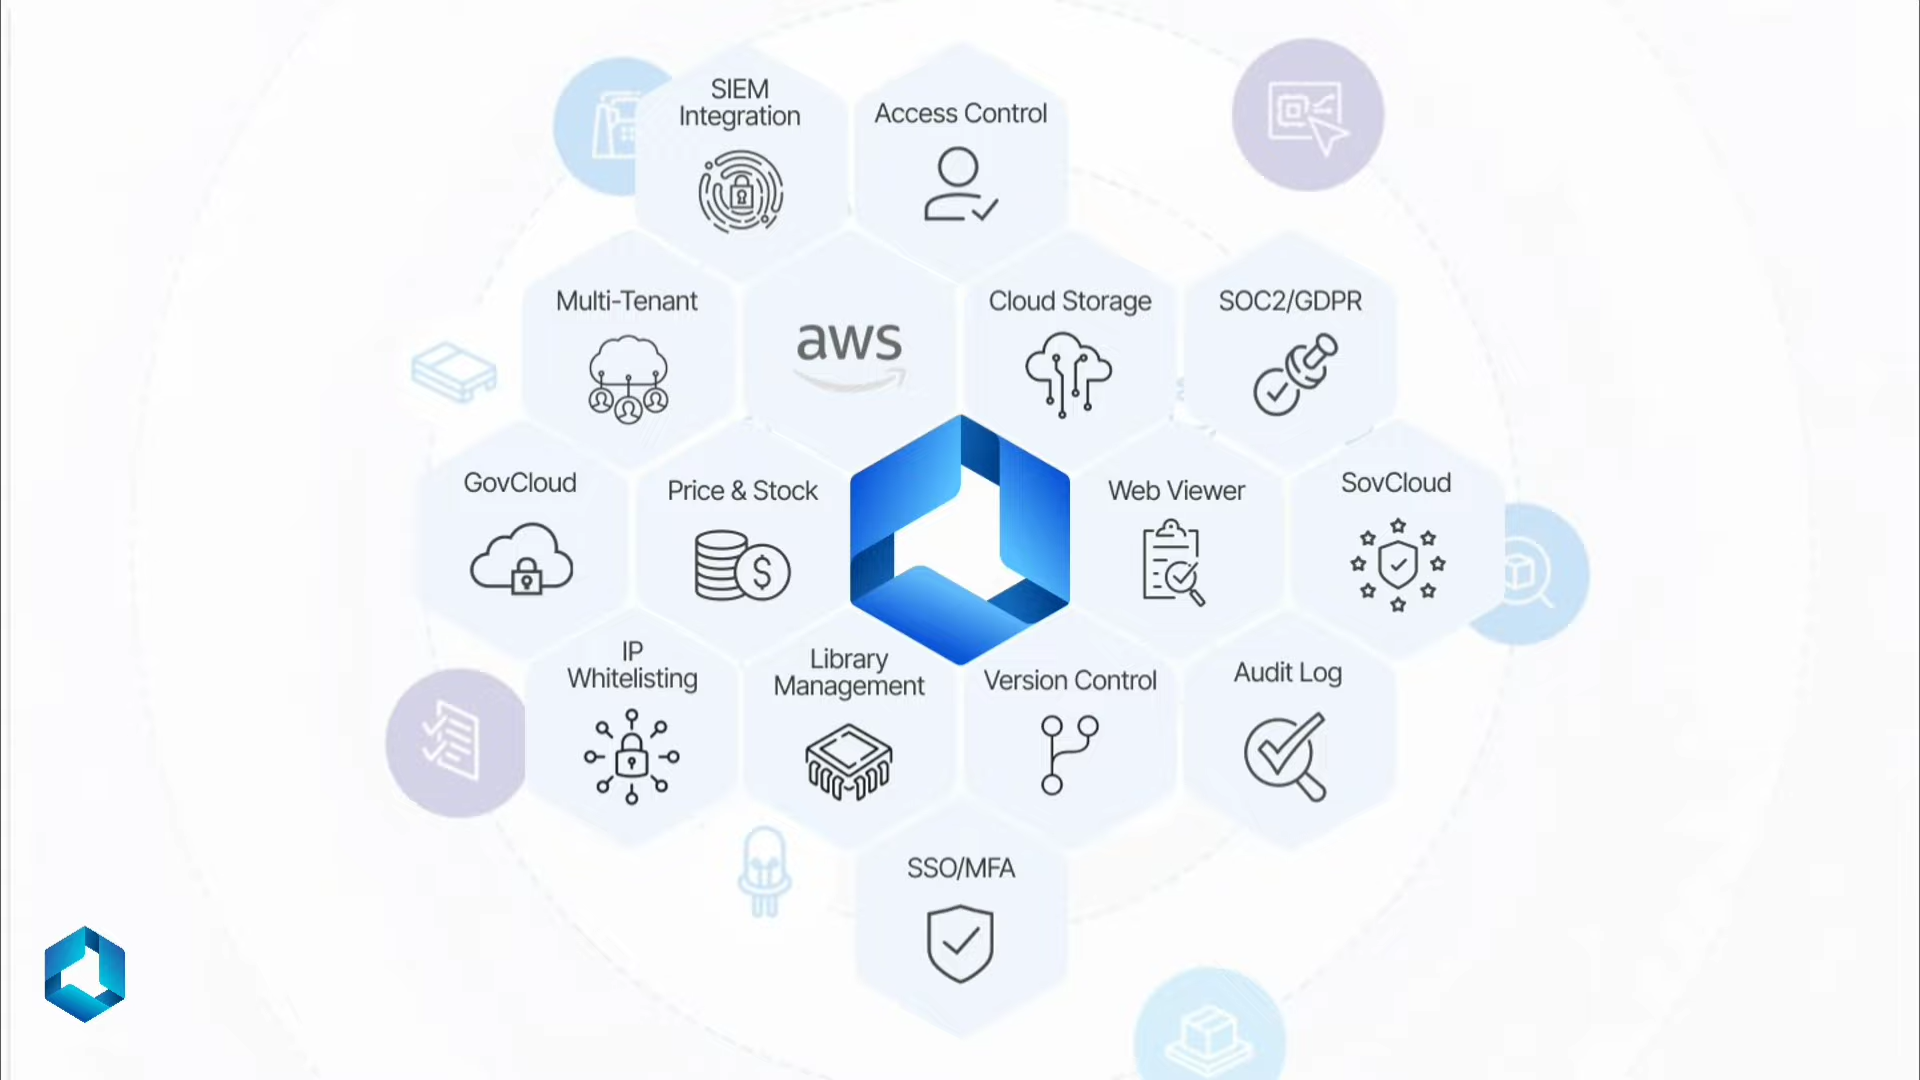 SIEM
Integration
Access Control
Multi-Tenant
aws
Cloud Storage
SOC2/GDPR
GovCloud
Price & Stock
Web Viewer
SovCloud
IP
Whitelisting
Library
Management
Version Control
Audit Log
SSO/MFA